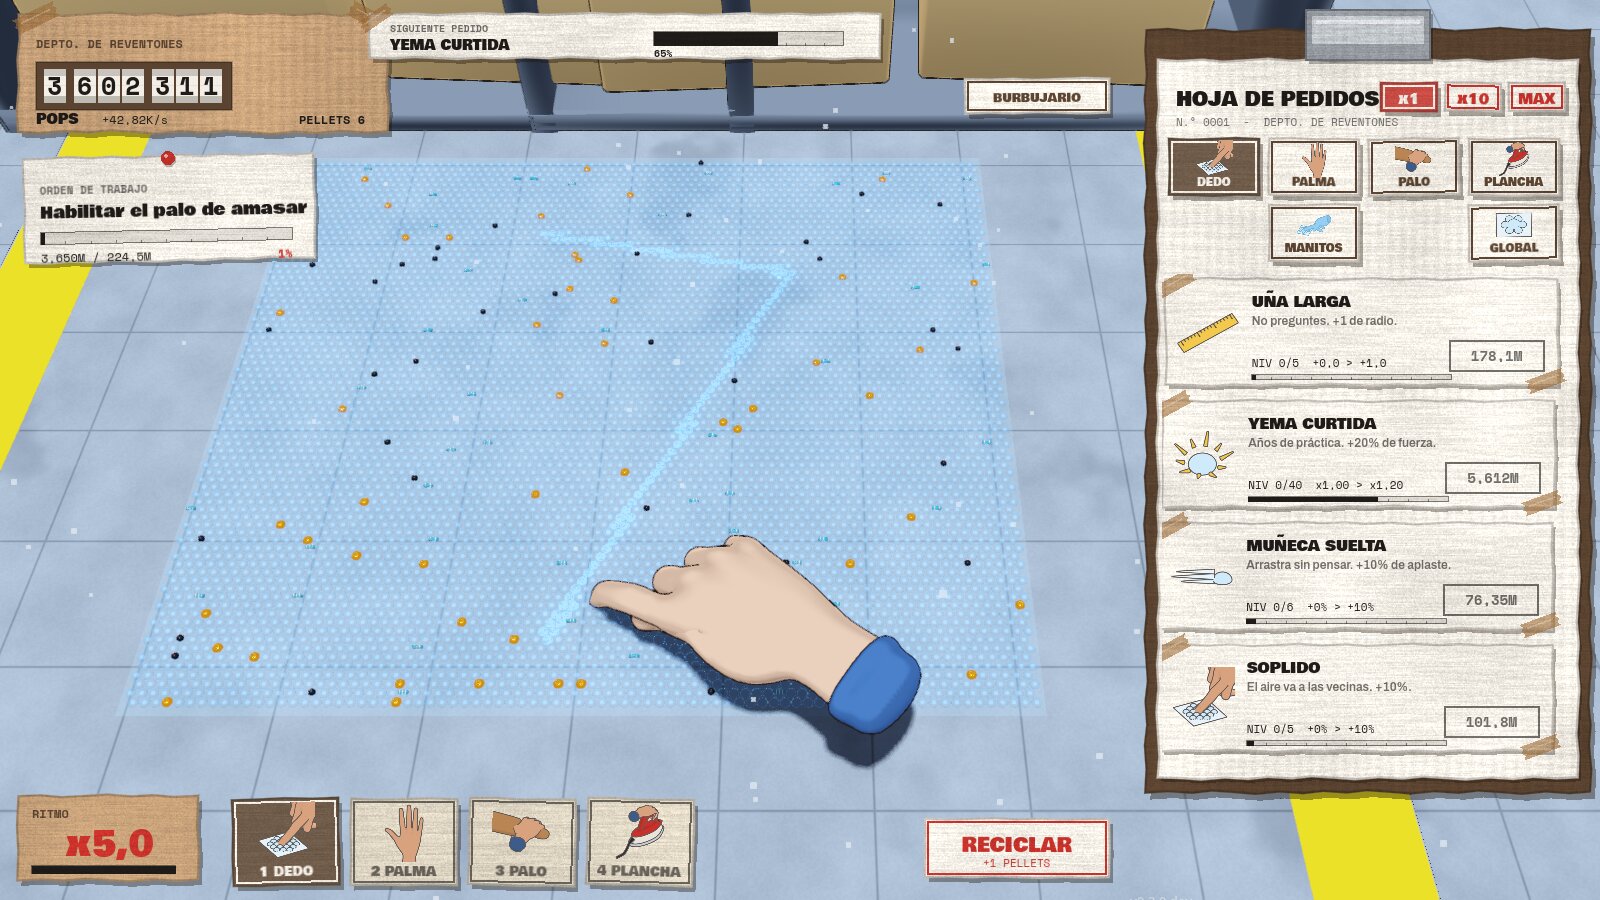 DEPTO. DE REVENTONES
3 602 311
POPS +42,82K/s PELLETS 6
SIGUIENTE PEDIDO
YEMA CURTIDA
65%
BURBUJARIO
ORDEN DE TRABAJO
Habilitar el palo de amasar
3,650M / 224,5M 1%
HOJA DE PEDIDOS x1 x10 MAX
N.° 0001 - DEPTO. DE REVENTONES
DEDO PALMA PALO PLANCHA
MANITOS GLOBAL
UÑA LARGA
No preguntes. +1 de radio.
NIV 0/5 +0,0 > +1,0 178,1M
YEMA CURTIDA
Años de práctica. +20% de fuerza.
NIV 0/40 x1,00 > x1,20 5,612M
MUÑECA SUELTA
Arrastra sin pensar. +10% de aplaste.
NIV 0/6 +0% > +10% 76,35M
SOPLIDO
El aire va a las vecinas. +10%.
NIV 0/5 +0% > +10% 101,8M
RITMO
x5,0
1 DEDO 2 PALMA 3 PALO 4 PLANCHA
RECICLAR
+1 PELLETS